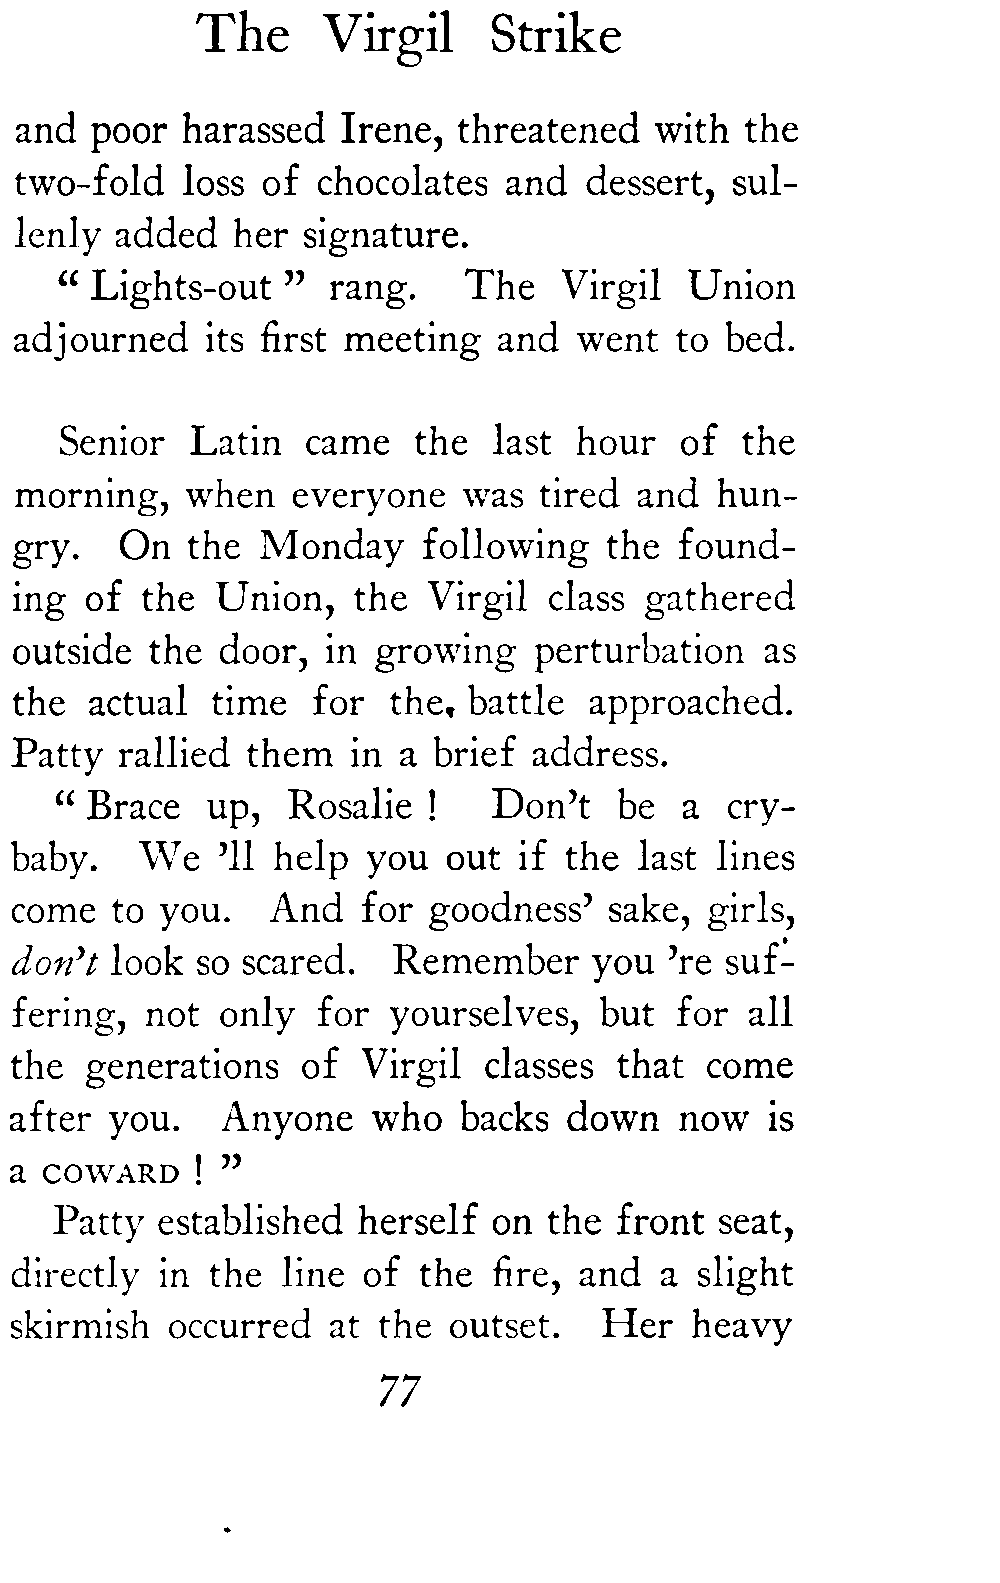 The Virgil Strike
and poor harassed Irene, threatened with the
two-fold loss of chocolates and dessert, sul-
lenly added her signature.
“ Lights-out ” rang. The Virgil Union
adjourned its first meeting and went to bed.
Senior Latin came the last hour of the
morning, when everyone was tired and hun-
gry. On the Monday following the found-
ing of the Union, the Virgil class gathered
outside the door, in growing perturbation as
the actual time for the, battle approached.
Patty rallied them in a brief address.
“ Brace up, Rosalie ! Don’t be a cry-
baby. We ’ll help you out if the last lines
come to you. And for goodness’ sake, girls,
don’t look so scared. Remember you ’re suf-
fering, not only for yourselves, but for all
the generations of Virgil classes that come
after you. Anyone who backs down now is
a COWARD ! ”
Patty established herself on the front seat,
directly in the line of the fire, and a slight
skirmish occurred at the outset. Her heavy
77